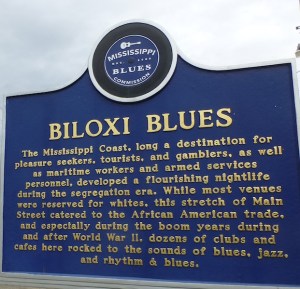 MISSISSIPPI
BLUES
COMMISSION
BILOXI BLUES
The Mississippi Coast, long a destination for
pleasure seekers, tourists, and gamblers, as well
as maritime workers and armed services
personnel, developed a flourishing nightlife
during the segregation era. While most venues
were reserved for whites, this stretch of Main
Street catered to the African American trade,
and especially during the boom years during
and after World War II, dozens of clubs and
cafes here rocked to the sounds of blues, jazz,
and rhythm & blues.